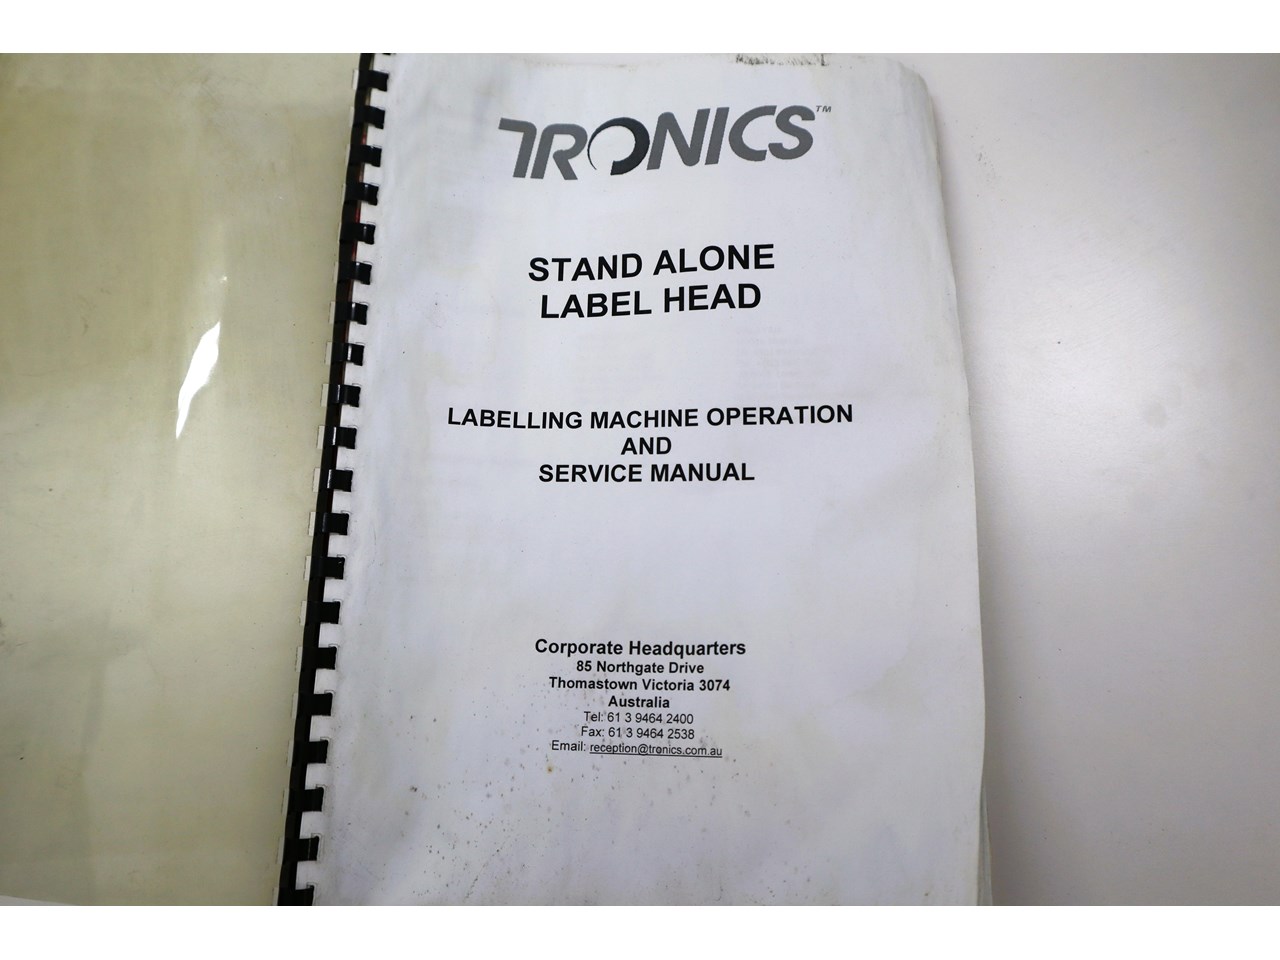 TRONICS™
STAND ALONE
LABEL HEAD
LABELLING MACHINE OPERATION
AND
SERVICE MANUAL
Corporate Headquarters
85 Northgate Drive
Thomastown Victoria 3074
Australia
Tel: 61 3 9464 2400
Fax: 61 3 9464 2538
Email: reception@tronics.com.au